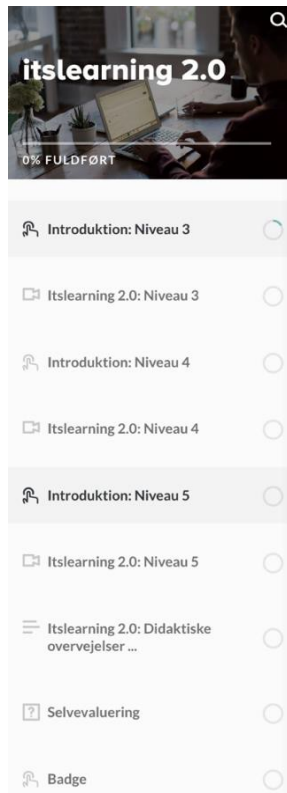 itslearning 2.0
0% FULDFØRT
Introduktion: Niveau 3
Itslearning 2.0: Niveau 3
Introduktion: Niveau 4
Itslearning 2.0: Niveau 4
Introduktion: Niveau 5
Itslearning 2.0: Niveau 5
Itslearning 2.0: Didaktiske
overvejelser ...
? Selvevaluering
Badge